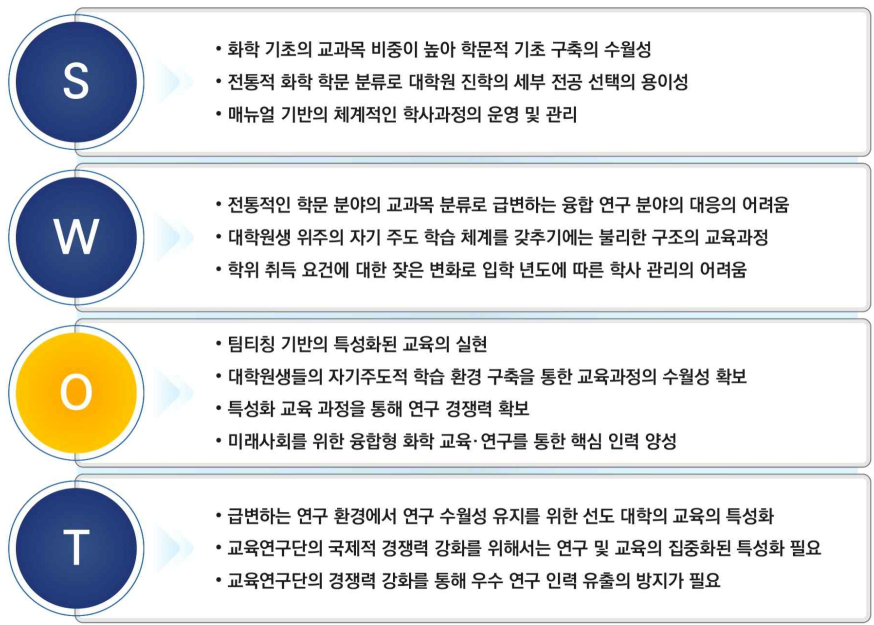 S
• 화학 기초의 교과목 비중이 높아 학문적 기초 구축의 수월성
• 전통적 화학 학문 분류로 대학원 진학의 세부 전공 선택의 용이성
• 매뉴얼 기반의 체계적인 학사과정의 운영 및 관리
W
• 전통적인 학문 분야의 교과목 분류로 급변하는 융합 연구 분야의 대응의 어려움
• 대학원생 위주의 자기 주도 학습 체계를 갖추기에는 불리한 구조의 교육과정
• 학위 취득 요건에 대한 잦은 변화로 입학 년도에 따른 학사 관리의 어려움
O
• 팀티칭 기반의 특성화된 교육의 실현
• 대학원생들의 자기주도적 학습 환경 구축을 통한 교육과정의 수월성 확보
• 특성화 교육 과정을 통해 연구 경쟁력 확보
• 미래사회를 위한 융합형 화학 교육·연구를 통한 핵심 인력 양성
T
• 급변하는 연구 환경에서 연구 수월성 유지를 위한 선도 대학의 교육의 특성화
• 교육연구단의 국제적 경쟁력 강화를 위해서는 연구 및 교육의 집중화된 특성화 필요
• 교육연구단의 경쟁력 강화를 통해 우수 연구 인력 유출의 방지가 필요